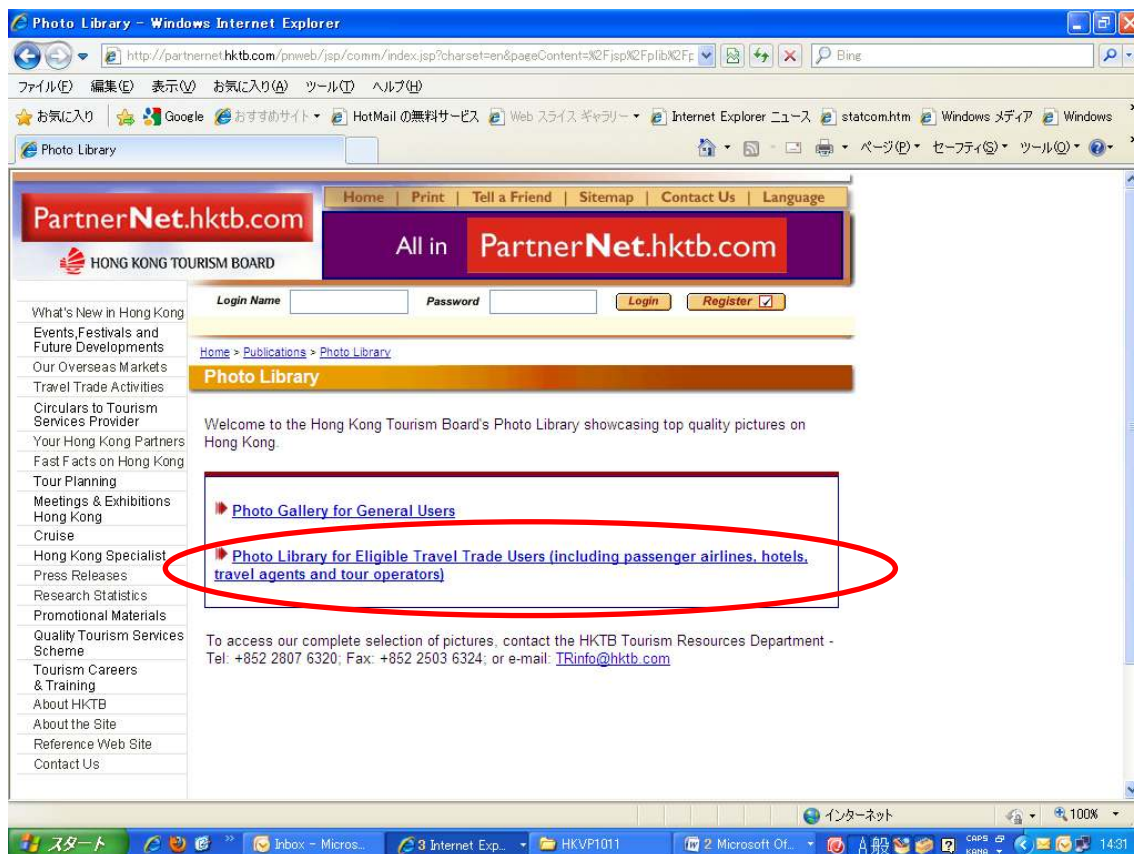 Photo Library - Windows Internet Explorer
http://partnernet.hktb.com/pnweb/jsp/comm/index.jsp?charset=en&pageContent=%2Fjsp%2Fplib%2Fp
Bing
ファイル(F) 編集(E) 表示(V) お気に入り(A) ツール(T) ヘルプ(H)
お気に入り Google おすすめサイト HotMail の無料サービス Web スライス ギャラリー Internet Explorer ニュース statcom.htm Windows メディア Windows
Photo Library
ページ(P) セーフティ(S) ツール(O)
Home | Print | Tell a Friend | Sitemap | Contact Us | Language
PartnerNet.hktb.com
HONG KONG TOURISM BOARD
All in PartnerNet.hktb.com
Login Name Password Login Register
What's New in Hong Kong
Events,Festivals and
Future Developments
Our Overseas Markets
Travel Trade Activities
Circulars to Tourism
Services Provider
Your Hong Kong Partners
Fast Facts on Hong Kong
Tour Planning
Meetings & Exhibitions
Hong Kong
Cruise
Hong Kong Specialist
Press Releases
Research Statistics
Promotional Materials
Quality Tourism Services
Scheme
Tourism Careers
& Training
About HKTB
About the Site
Reference Web Site
Contact Us
Home > Publications > Photo Library
Photo Library
Welcome to the Hong Kong Tourism Board's Photo Library showcasing top quality pictures on
Hong Kong.
Photo Gallery for General Users
Photo Library for Eligible Travel Trade Users (including passenger airlines, hotels,
travel agents and tour operators)
To access our complete selection of pictures, contact the HKTB Tourism Resources Department -
Tel: +852 2807 6320; Fax: +852 2503 6324; or e-mail: TRinfo@hktb.com
インターネット 100%
スタート Inbox - Micros... 3 Internet Exp... HKVP1011 2 Microsoft Of... A 般 CAPS KANA 14:31